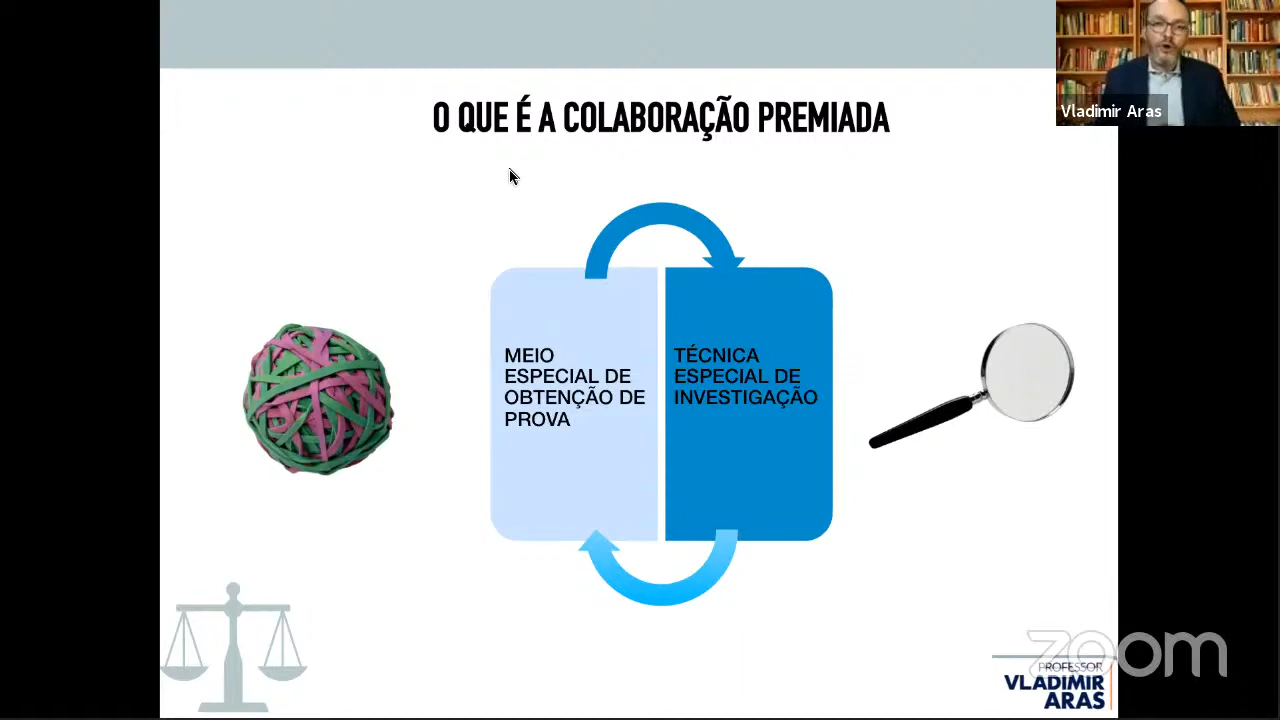 O QUE É A COLABORAÇÃO PREMIADA
Vladimir Aras
MEIO
ESPECIAL DE
OBTENÇÃO DE
PROVA
TÉCNICA
ESPECIAL DE
INVESTIGAÇÃO
zoom
PROFESSOR
VLADIMIR
ARAS